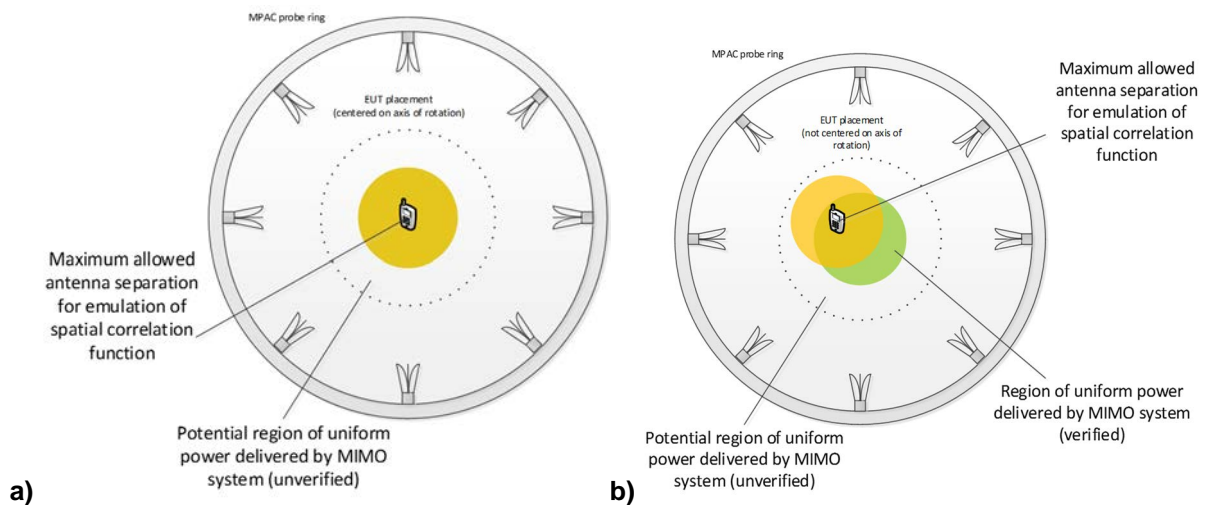 MPAC probe ring
EUT placement
(centered on axis of rotation)
Maximum allowed
antenna separation
for emulation of
spatial correlation
function
Potential region of uniform
power delivered by MIMO
system (unverified)
a)
MPAC probe ring
EUT placement
(not centered on axis of
rotation)
Maximum allowed
antenna separation
for emulation of
spatial correlation
function
Region of uniform power
delivered by MIMO system
(verified)
Potential region of uniform
power delivered by MIMO
system (unverified)
b)